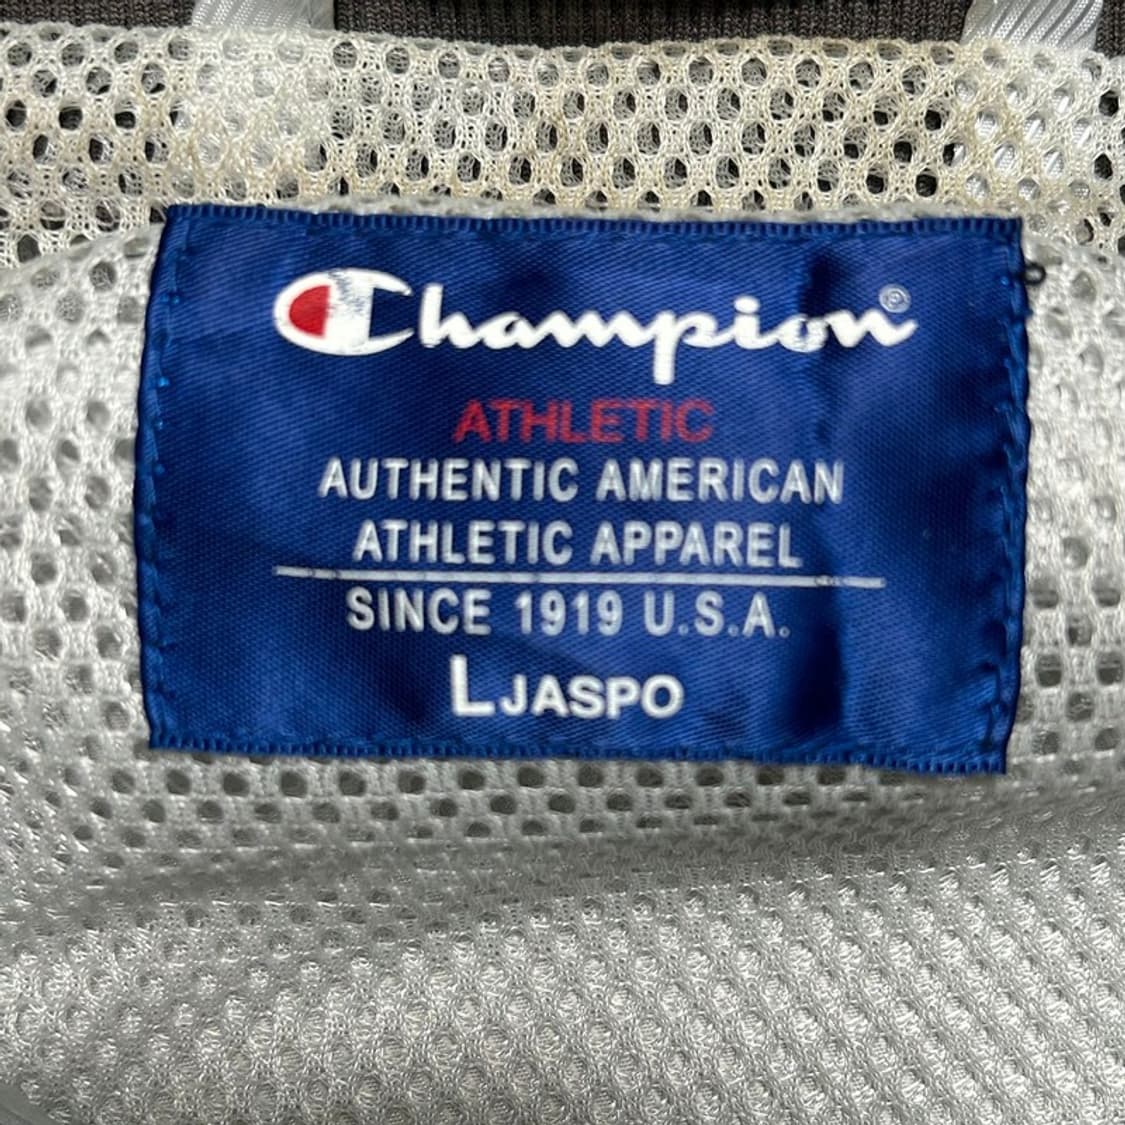 Champion®
ATHLETIC
AUTHENTIC AMERICAN
ATHLETIC APPAREL
SINCE 1919 U.S.A.
L JASPO